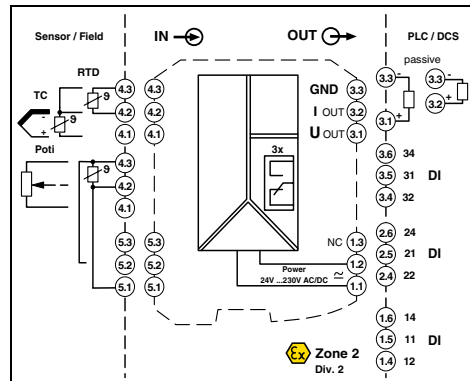 Sensor / Field
IN
OUT
PLC / DCS
RTD
passive
TC
ϑ
4.3
4.3
GND
3.3
3.3
-
3.3
-
-
ϑ
4.2
4.2
I OUT
3.2
3.2
+
+
4.1
4.1
U OUT
3.1
3.1
+
Poti
3x
4.3
3.6
34
ϑ
4.2
3.5
31
DI
4.1
3.4
32
5.3
5.3
NC
1.3
2.6
24
5.2
5.2
Power
1.2
2.5
21
DI
5.1
5.1
24V ...230V AC/DC
≃
1.1
2.4
22
1.6
14
Ex
Zone 2
1.5
11
DI
Div. 2
1.4
12